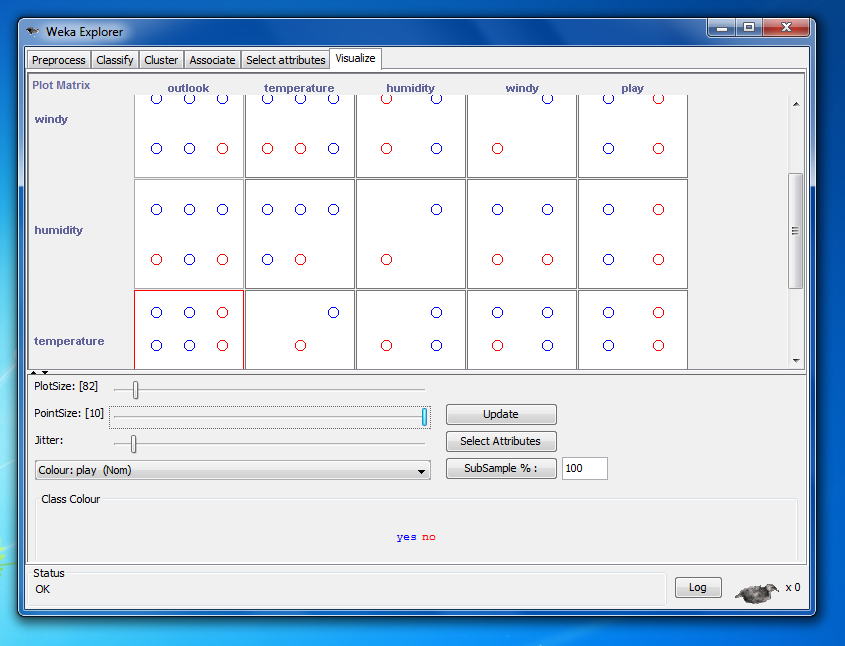 Weka Explorer
Preprocess Classify Cluster Associate Select attributes Visualize
Plot Matrix outlook temperature humidity windy play
windy
humidity
temperature
PlotSize: [82]
PointSize: [10] Update
Jitter: Select Attributes
Colour: play (Nom) SubSample % : 100
Class Colour
yes no
Status
OK Log x 0